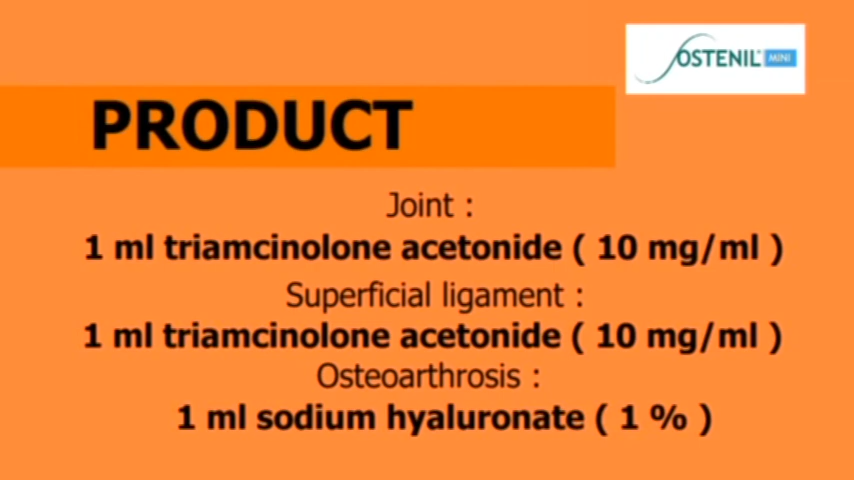 OSTENIL® MINI
PRODUCT
Joint :
1 ml triamcinolone acetonide ( 10 mg/ml )
Superficial ligament :
1 ml triamcinolone acetonide ( 10 mg/ml )
Osteoarthrosis :
1 ml sodium hyaluronate ( 1 % )